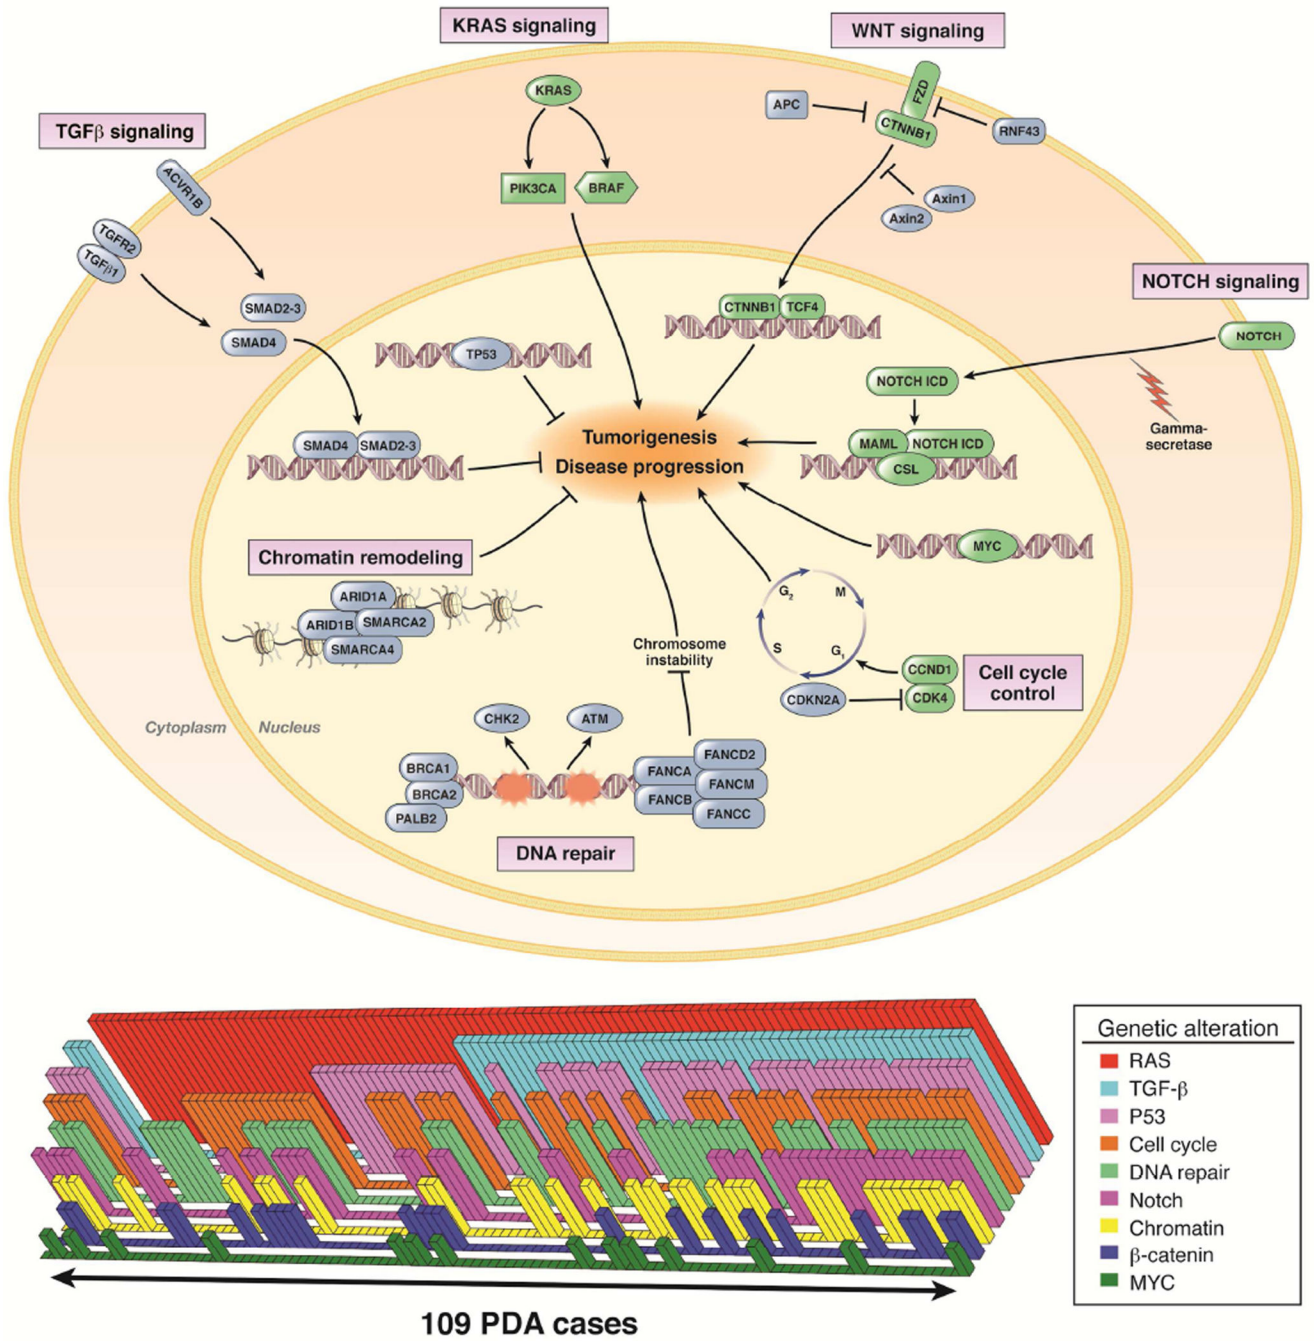 KRAS signaling
WNT signaling
TGFβ signaling
KRAS
PIK3CA
BRAF
APC
FZD
CTNNB1
RNF43
Axin1
Axin2
ACVR1B
TGFR2
TGFβ1
SMAD2-3
SMAD4
NOTCH signaling
NOTCH
Gamma-
secretase
CTNNB1
TCF4
TP53
NOTCH ICD
MAML
NOTCH ICD
CSL
SMAD4
SMAD2-3
Tumorigenesis
Disease progression
MYC
Chromatin remodeling
ARID1A
ARID1B
SMARCA2
SMARCA4
Chromosome
instability
G2
M
S
G1
CCND1
CDK4
CDKN2A
Cell cycle
control
Cytoplasm
Nucleus
CHK2
ATM
BRCA1
BRCA2
PALB2
FANCA
FANCB
FANCD2
FANCM
FANCC
DNA repair
Genetic alteration
RAS
TGF-β
P53
Cell cycle
DNA repair
Notch
Chromatin
β-catenin
MYC
109 PDA cases